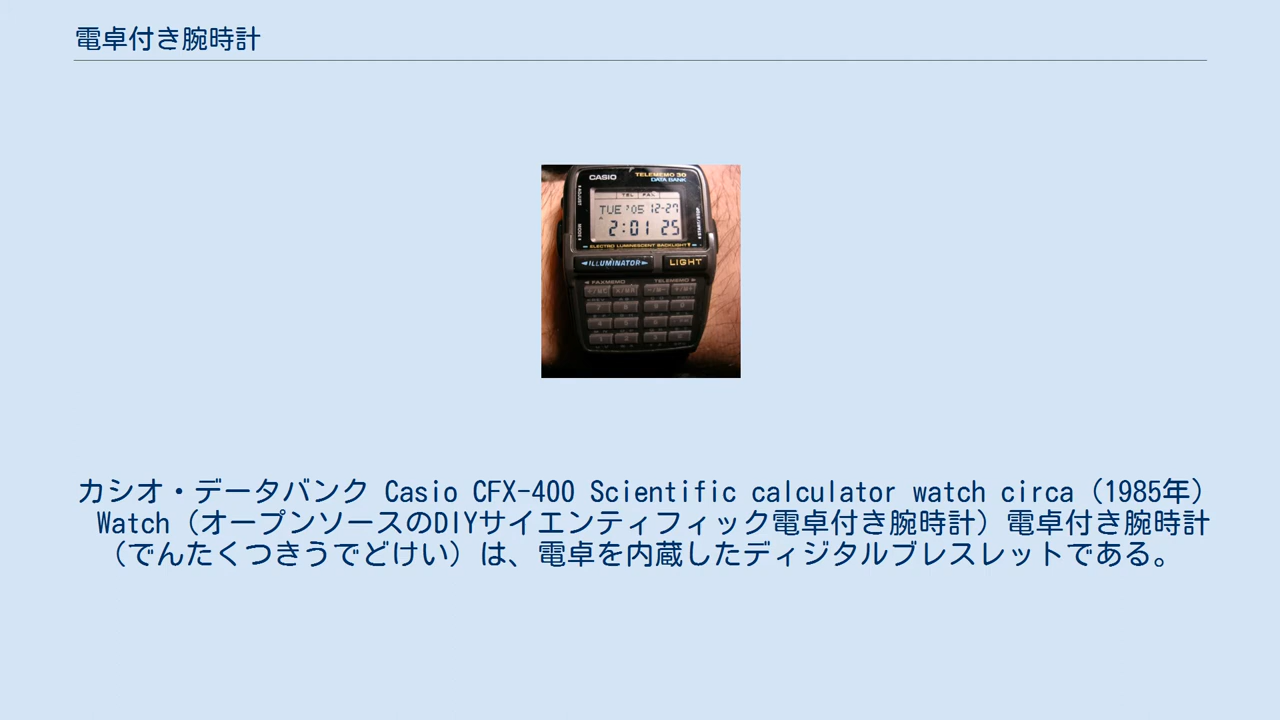 電卓付き腕時計
CASIO
TELEMEMO 30
DATA BANK
TUE '05 12-27
2:01 25
ELECTRO LUMINESCENT BACKLIGHT
ILLUMINATOR
LIGHT
FAXMEMO
TELEMEMO
カシオ・データバンク Casio CFX-400 Scientific calculator watch circa (1985年)
Watch (オープンソースのDIYサイエンティフィック電卓付き腕時計) 電卓付き腕時計
(でんたくつきうでどけい) は、電卓を内蔵したディジタルブレスレットである。